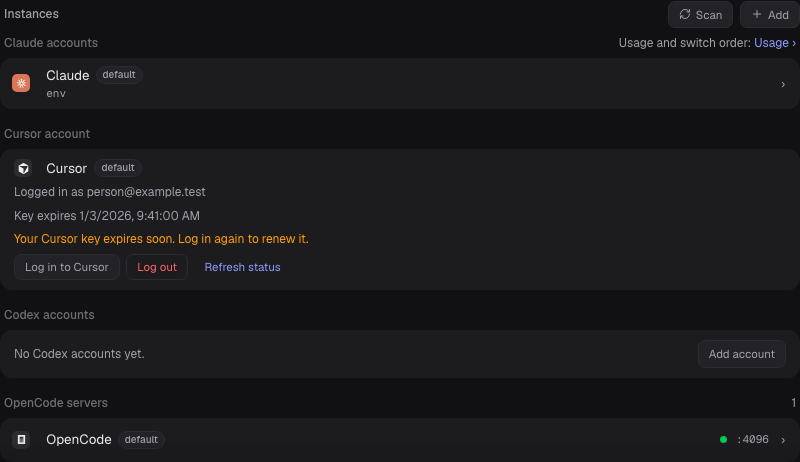 Instances
Scan
Add
Claude accounts
Usage and switch order: Usage ›
Claude default
env
Cursor account
Cursor default
Logged in as person@example.test
Key expires 1/3/2026, 9:41:00 AM
Your Cursor key expires soon. Log in again to renew it.
Log in to Cursor Log out Refresh status
Codex accounts
No Codex accounts yet.
Add account
OpenCode servers
1
OpenCode default
:4096